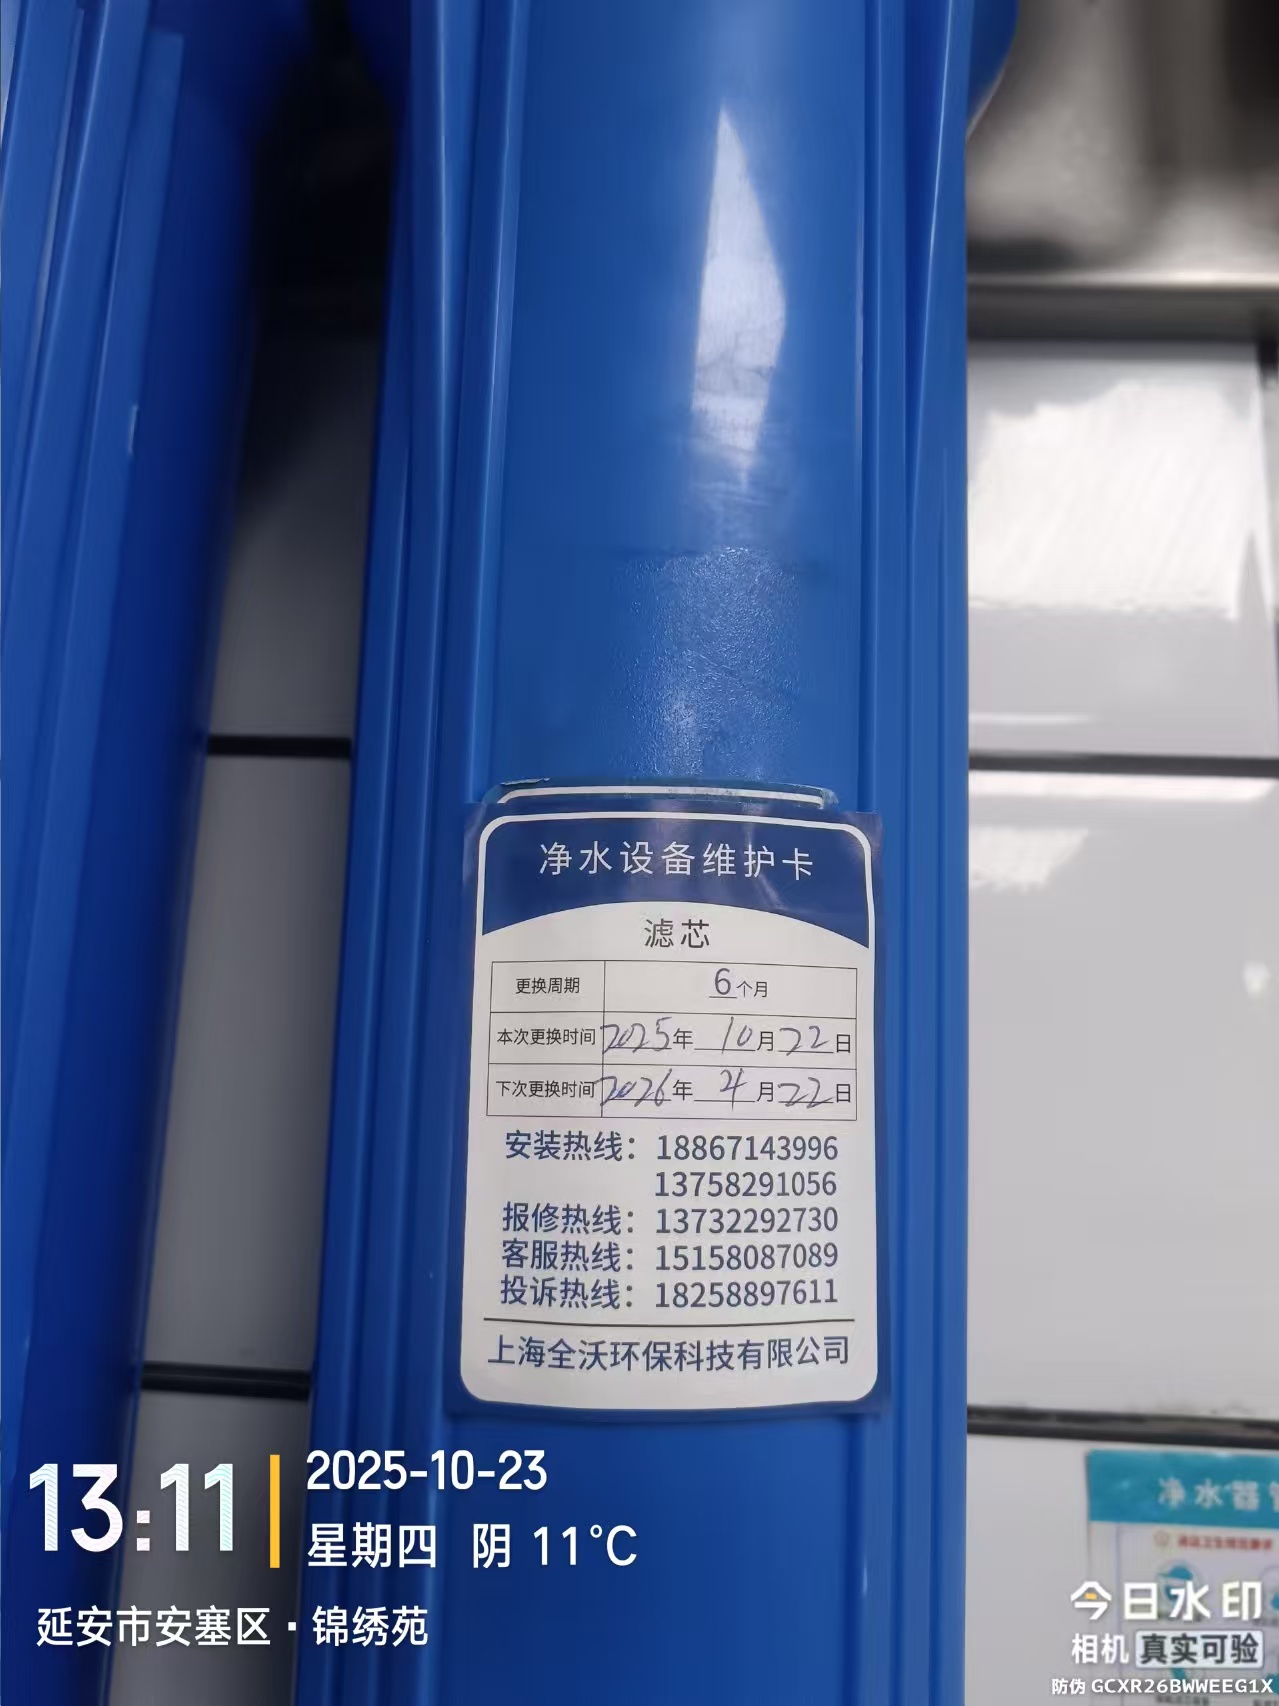 净水设备维护卡
滤芯
更换周期 6个月
本次更换时间 2025年10月22日
下次更换时间 2026年4月22日
安装热线：18867143996
13758291056
报修热线：13732292730
客服热线：15158087089
投诉热线：18258897611
上海全沃环保科技有限公司
13:11
2025-10-23
星期四 阴 11°C
延安市安塞区·锦绣苑
净水器
今日水印
相机 真实可验
防伪 GCXR26BWWEEG1X